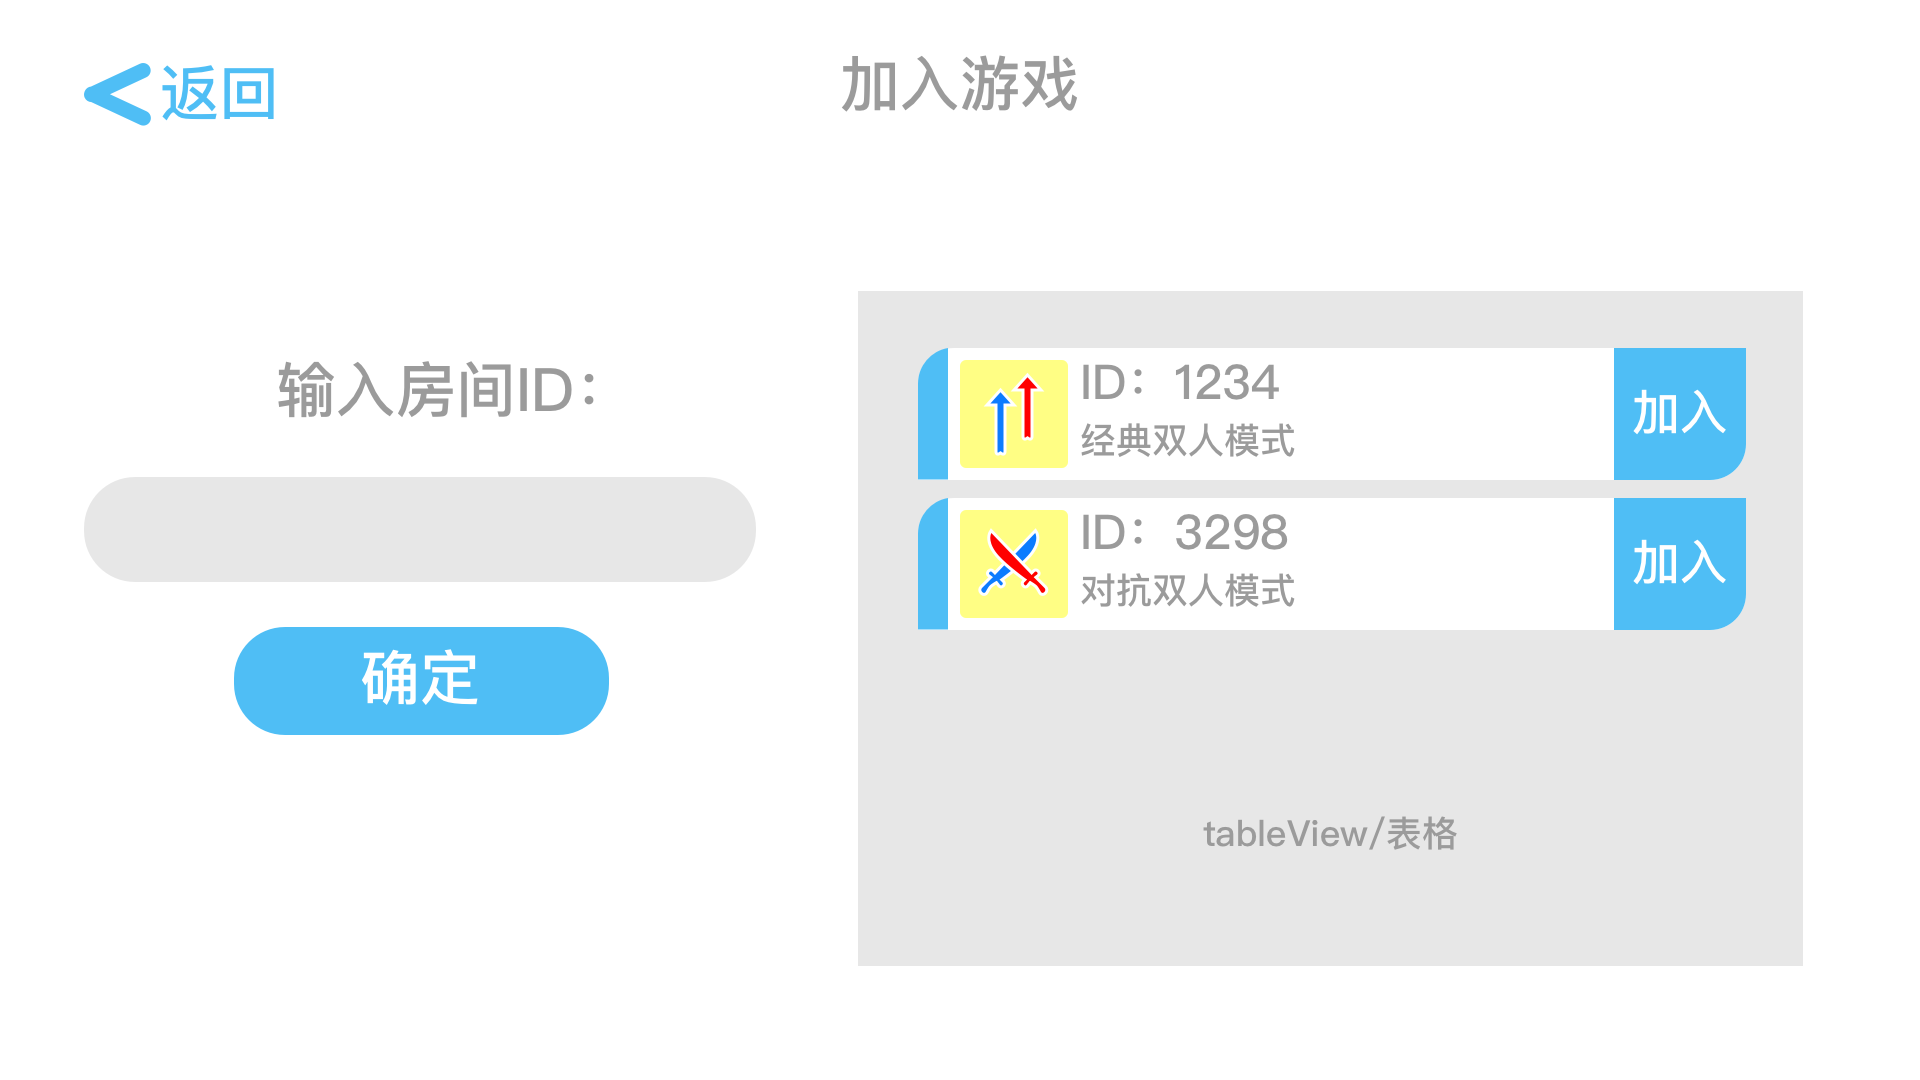 返回
加入游戏
输入房间ID：
确定
ID：1234
经典双人模式
加入
ID：3298
对抗双人模式
加入
tableView/表格